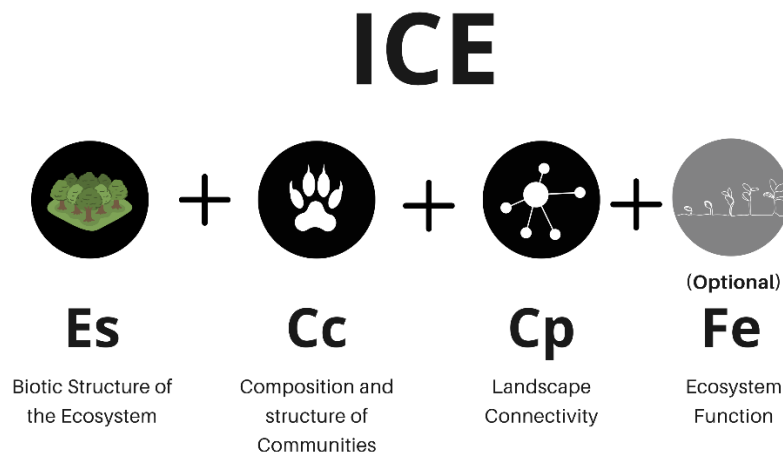 ICE
+ + +
(Optional)
Es Cc Cp Fe
Biotic Structure of
the Ecosystem
Composition and
structure of
Communities
Landscape
Connectivity
Ecosystem
Function